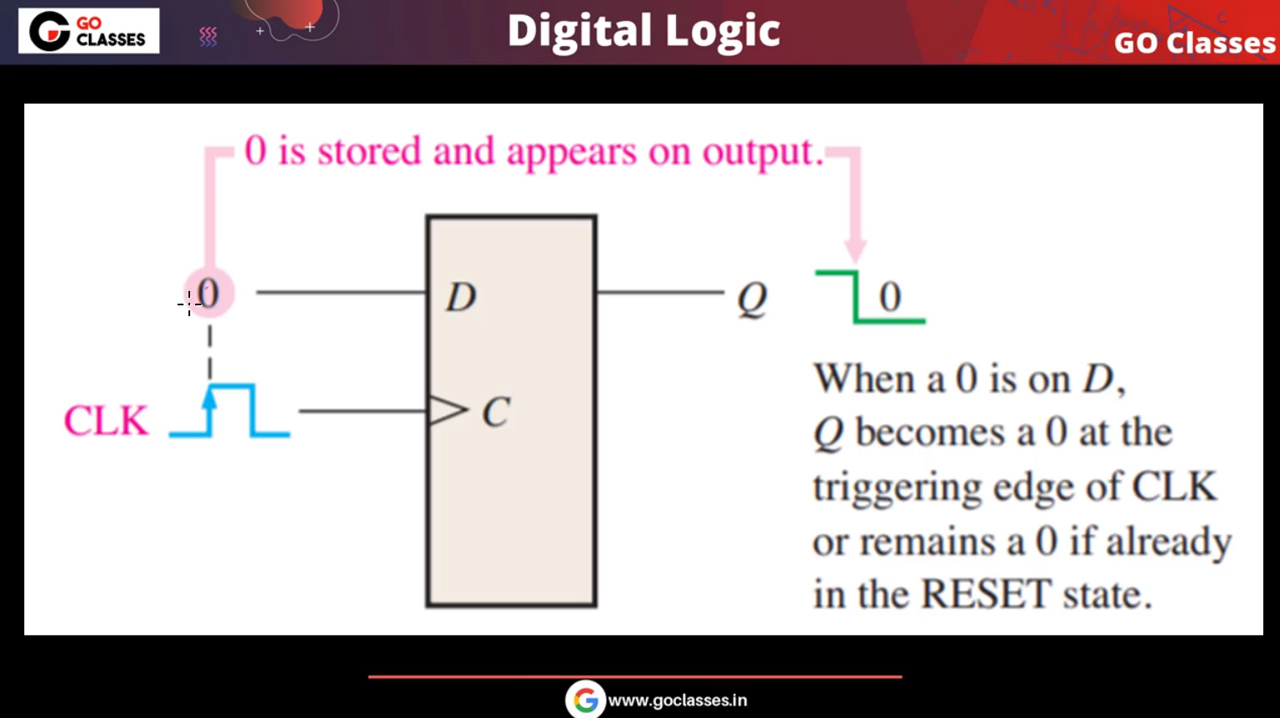 GO
CLASSES
Digital Logic
GO Classes
0 is stored and appears on output.
0
D
Q
0
CLK
C
When a 0 is on D,
Q becomes a 0 at the
triggering edge of CLK
or remains a 0 if already
in the RESET state.
www.goclasses.in